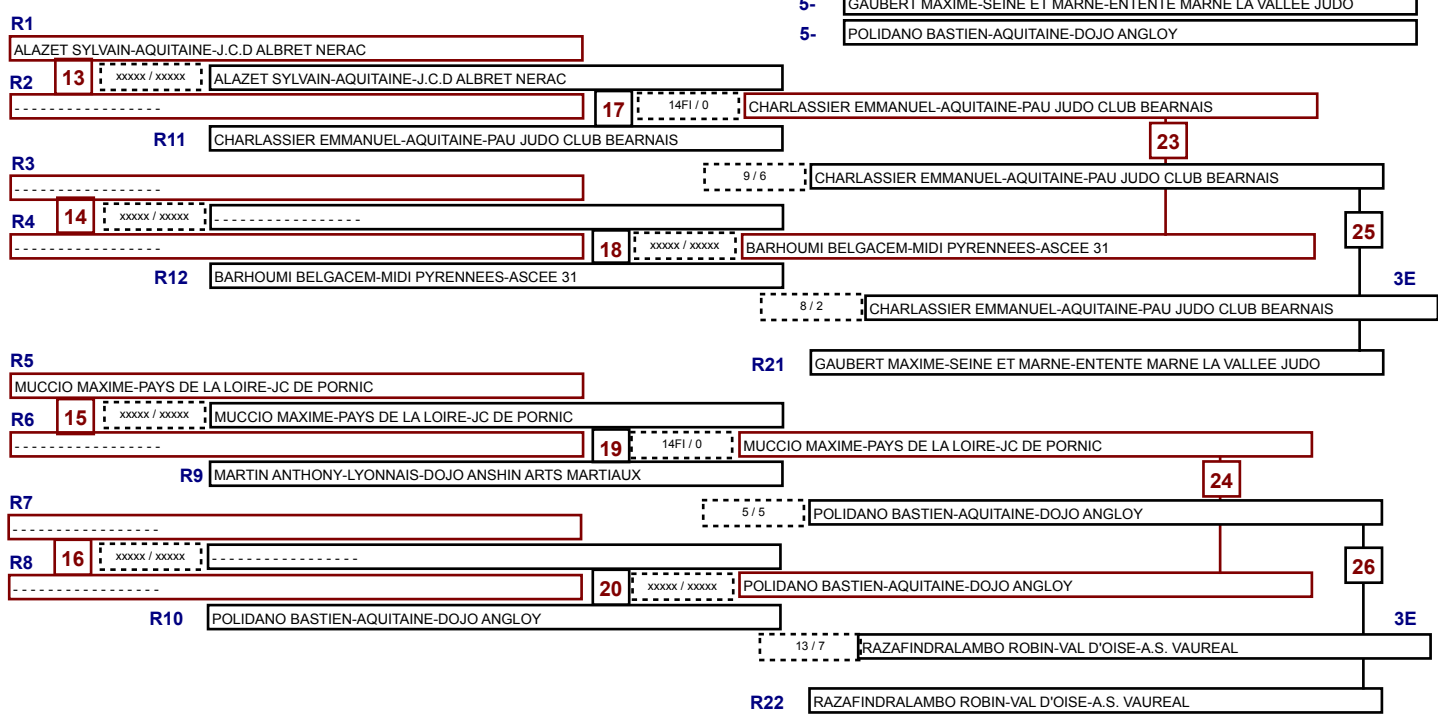 5- GAUBERT MAXIME-SEINE ET MARNE-ENTENTE MARNE LA VALLEE JUDO
R1
5- POLIDANO BASTIEN-AQUITAINE-DOJO ANGLOY
ALAZET SYLVAIN-AQUITAINE-J.C.D ALBRET NERAC
R2 13 xxxxx / xxxxx ALAZET SYLVAIN-AQUITAINE-J.C.D ALBRET NERAC
- - - - - - - - - - - - - - - - - 17 14FI / 0 CHARLASSIER EMMANUEL-AQUITAINE-PAU JUDO CLUB BEARNAIS
R11 CHARLASSIER EMMANUEL-AQUITAINE-PAU JUDO CLUB BEARNAIS 23
R3
9 / 6 CHARLASSIER EMMANUEL-AQUITAINE-PAU JUDO CLUB BEARNAIS
- - - - - - - - - - - - - - - - -
R4 14 xxxxx / xxxxx - - - - - - - - - - - - - - - - - 25
- - - - - - - - - - - - - - - - - 18 xxxxx / xxxxx BARHOUMI BELGACEM-MIDI PYRENNEES-ASCEE 31
R12 BARHOUMI BELGACEM-MIDI PYRENNEES-ASCEE 31 3E
8 / 2 CHARLASSIER EMMANUEL-AQUITAINE-PAU JUDO CLUB BEARNAIS
R5
R21 GAUBERT MAXIME-SEINE ET MARNE-ENTENTE MARNE LA VALLEE JUDO
MUCCIO MAXIME-PAYS DE LA LOIRE-JC DE PORNIC
R6 15 xxxxx / xxxxx MUCCIO MAXIME-PAYS DE LA LOIRE-JC DE PORNIC
- - - - - - - - - - - - - - - - - 19 14FI / 0 MUCCIO MAXIME-PAYS DE LA LOIRE-JC DE PORNIC
R9 MARTIN ANTHONY-LYONNAIS-DOJO ANSHIN ARTS MARTIAUX 24
R7
5 / 5 POLIDANO BASTIEN-AQUITAINE-DOJO ANGLOY
- - - - - - - - - - - - - - - - -
R8 16 xxxxx / xxxxx - - - - - - - - - - - - - - - - - 26
- - - - - - - - - - - - - - - - - 20 xxxxx / xxxxx POLIDANO BASTIEN-AQUITAINE-DOJO ANGLOY
R10 POLIDANO BASTIEN-AQUITAINE-DOJO ANGLOY 3E
13 / 7 RAZAFINDRALAMBO ROBIN-VAL D'OISE-A.S. VAUREAL
R22 RAZAFINDRALAMBO ROBIN-VAL D'OISE-A.S. VAUREAL